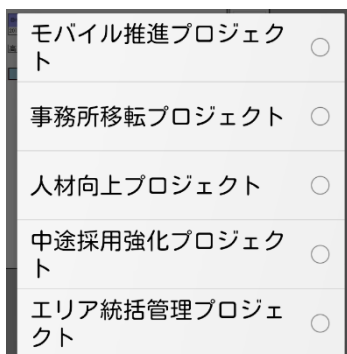 モバイル推進プロジェク
ト
事務所移転プロジェクト
人材向上プロジェクト
中途採用強化プロジェク
ト
エリア統括管理プロジェ
クト